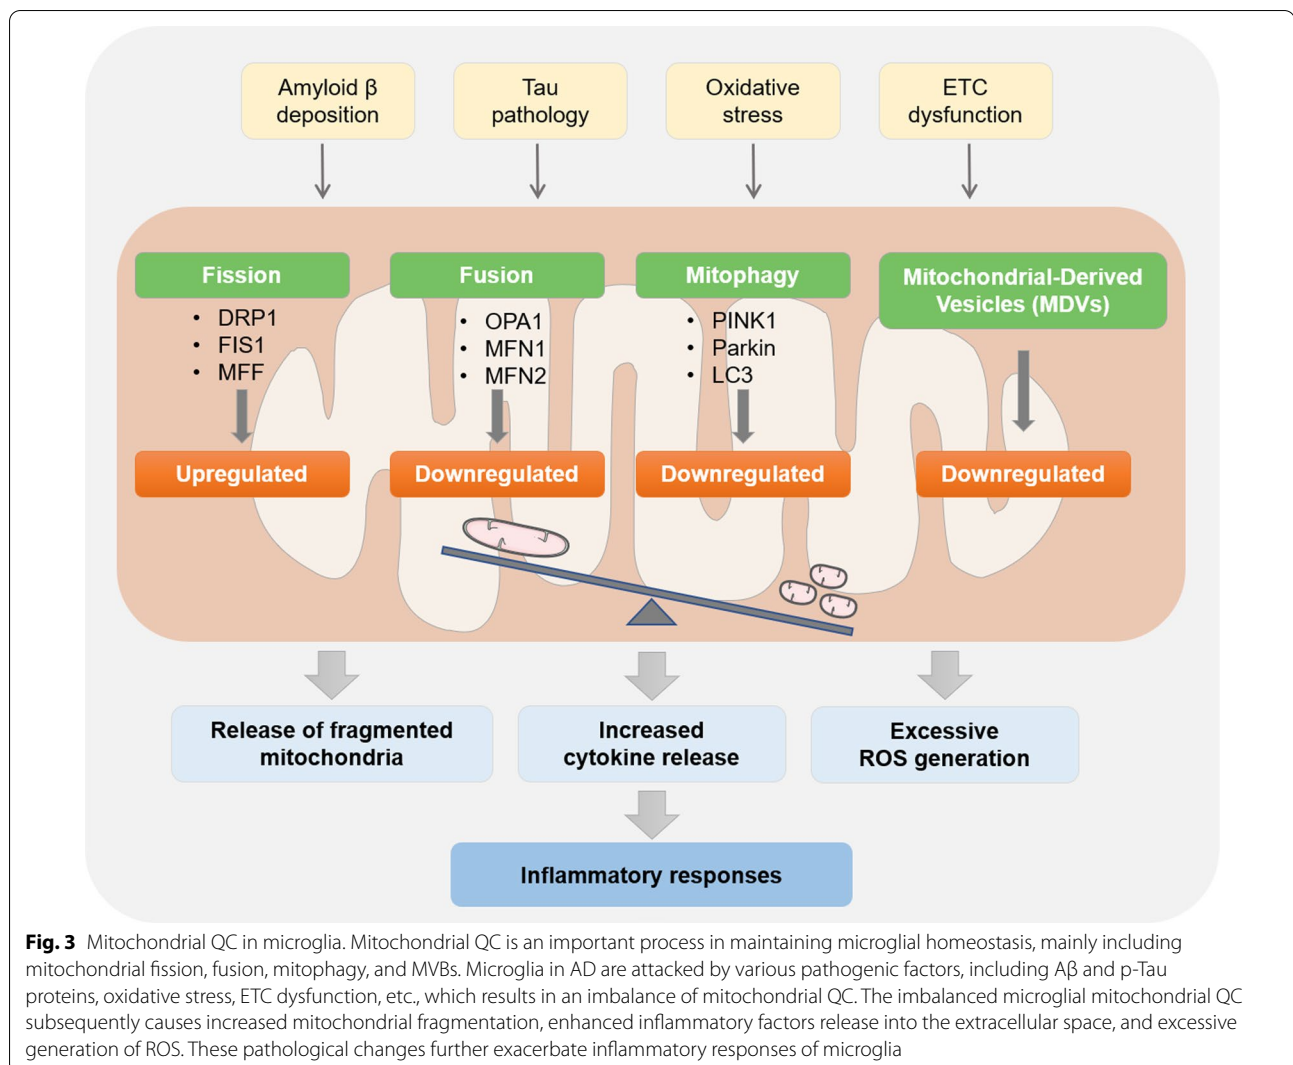 Amyloid β
deposition
Tau
pathology
Oxidative
stress
ETC
dysfunction
Fission
• DRP1
• FIS1
• MFF
Upregulated
Fusion
• OPA1
• MFN1
• MFN2
Downregulated
Mitophagy
• PINK1
• Parkin
• LC3
Downregulated
Mitochondrial-Derived
Vesicles (MDVs)
Downregulated
Release of fragmented
mitochondria
Increased
cytokine release
Excessive
ROS generation
Inflammatory responses
Fig. 3 Mitochondrial QC in microglia. Mitochondrial QC is an important process in maintaining microglial homeostasis, mainly including
mitochondrial fission, fusion, mitophagy, and MVBs. Microglia in AD are attacked by various pathogenic factors, including Aβ and p-Tau
proteins, oxidative stress, ETC dysfunction, etc., which results in an imbalance of mitochondrial QC. The imbalanced microglial mitochondrial QC
subsequently causes increased mitochondrial fragmentation, enhanced inflammatory factors release into the extracellular space, and excessive
generation of ROS. These pathological changes further exacerbate inflammatory responses of microglia